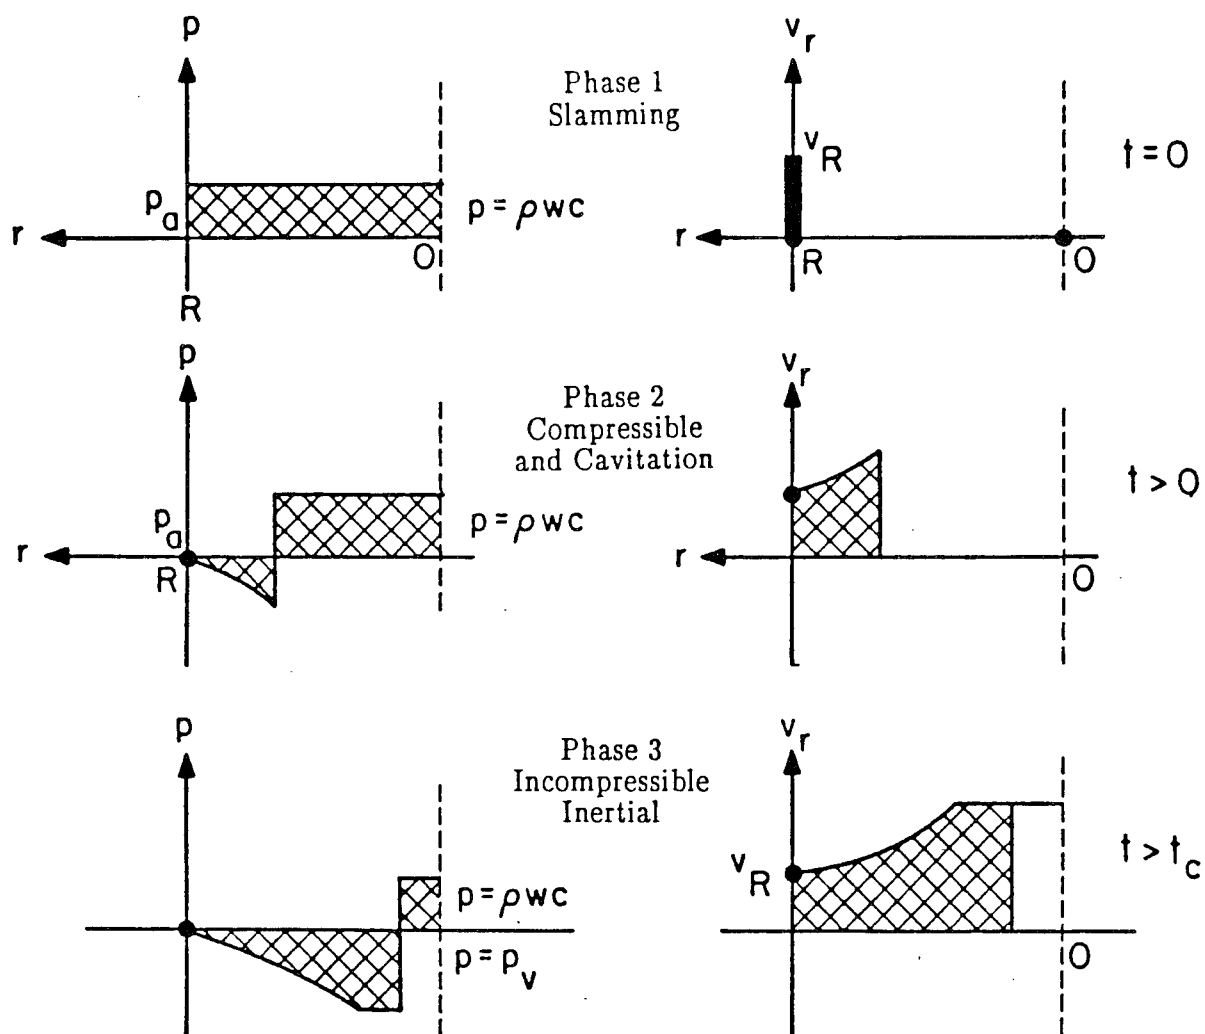 p
v_r
Phase 1
Slamming
v_R
t = 0
p_a
p = ρwc
r
O
r
R
O
R
p
v_r
Phase 2
Compressible
and Cavitation
t > 0
p_a
p = ρwc
r
R
r
O
p
v_r
Phase 3
Incompressible
Inertial
t > t_c
v_R
p = ρwc
p = p_v
O